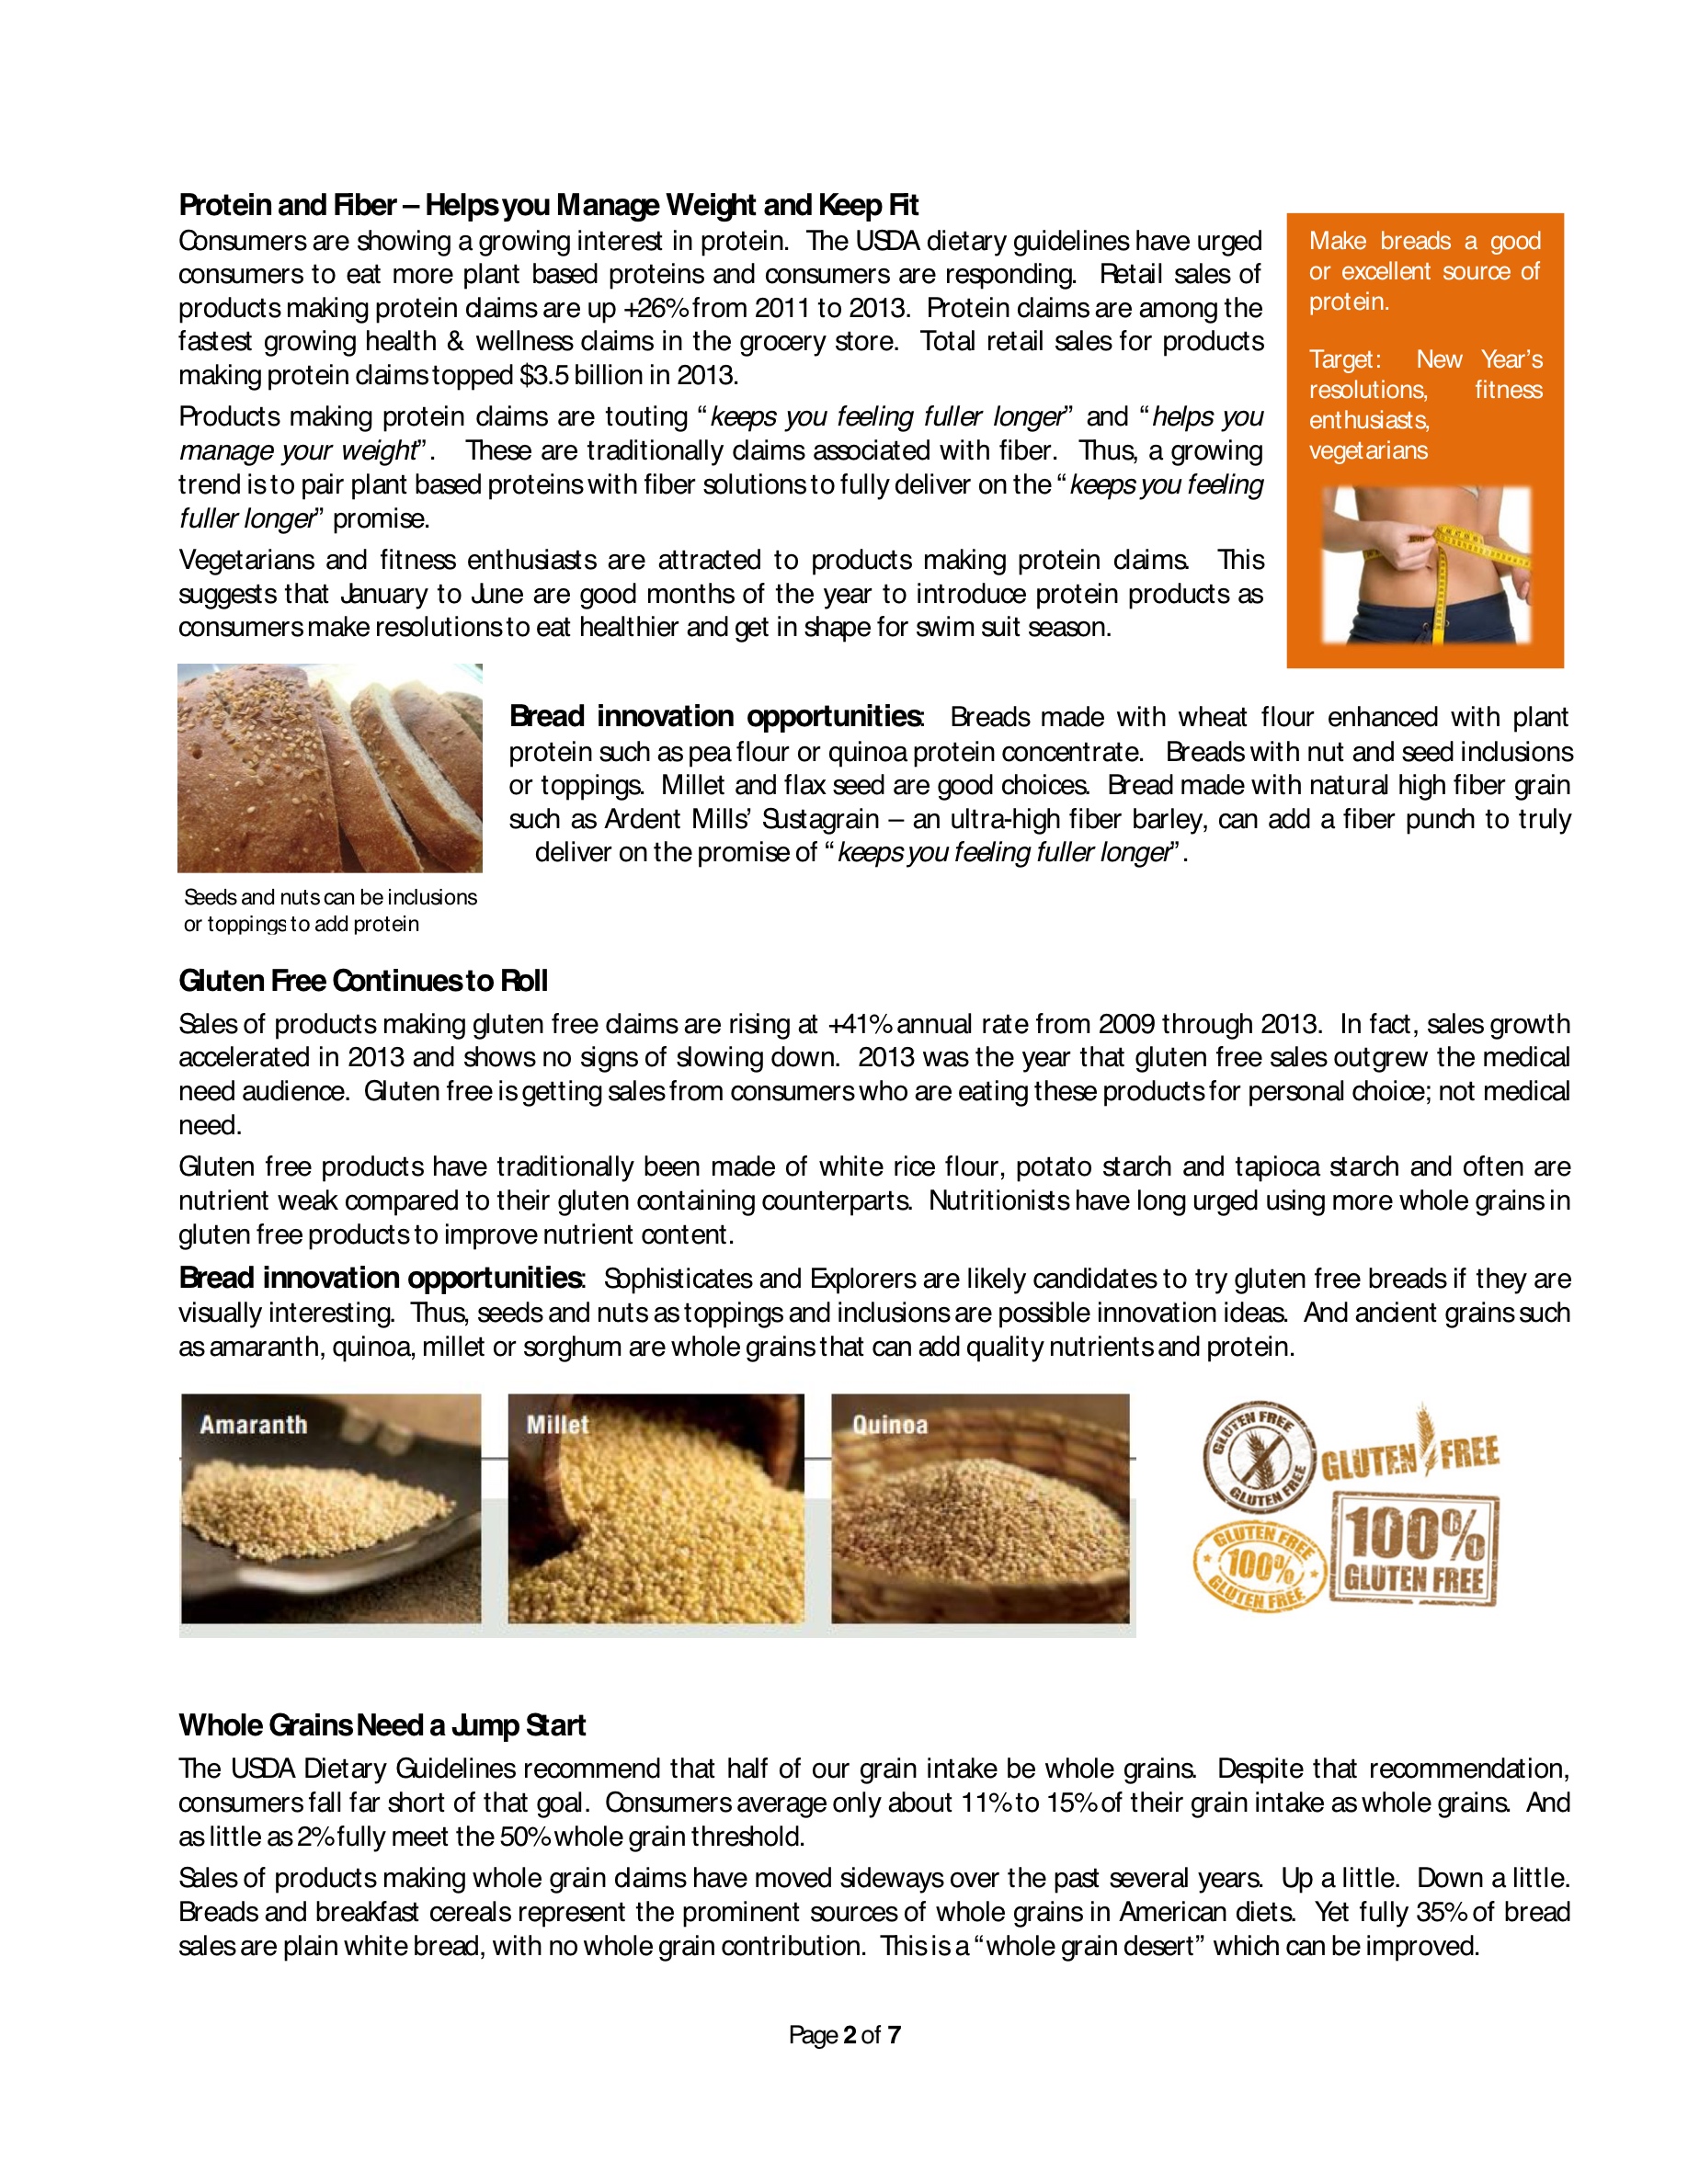 Protein and Fiber – Helps you Manage Weight and Keep Fit
Consumers are showing a growing interest in protein. The USDA dietary guidelines have urged
consumers to eat more plant based proteins and consumers are responding. Retail sales of
products making protein claims are up +26% from 2011 to 2013. Protein claims are among the
fastest growing health & wellness claims in the grocery store. Total retail sales for products
making protein claims topped $3.5 billion in 2013.
Products making protein claims are touting “keeps you feeling fuller longer” and “helps you
manage your weight”. These are traditionally claims associated with fiber. Thus, a growing
trend is to pair plant based proteins with fiber solutions to fully deliver on the “keeps you feeling
fuller longer” promise.
Vegetarians and fitness enthusiasts are attracted to products making protein claims. This
suggests that January to June are good months of the year to introduce protein products as
consumers make resolutions to eat healthier and get in shape for swim suit season.
Make breads a good
or excellent source of
protein.
Target: New Year’s
resolutions, fitness
enthusiasts,
vegetarians
Bread innovation opportunities: Breads made with wheat flour enhanced with plant
protein such as pea flour or quinoa protein concentrate. Breads with nut and seed inclusions
or toppings. Millet and flax seed are good choices. Bread made with natural high fiber grain
such as Ardent Mills’ Sustagrain – an ultra-high fiber barley, can add a fiber punch to truly
deliver on the promise of “keeps you feeling fuller longer”.
Seeds and nuts can be inclusions
or toppings to add protein
Gluten Free Continues to Roll
Sales of products making gluten free claims are rising at +41% annual rate from 2009 through 2013. In fact, sales growth
accelerated in 2013 and shows no signs of slowing down. 2013 was the year that gluten free sales outgrew the medical
need audience. Gluten free is getting sales from consumers who are eating these products for personal choice; not medical
need.
Gluten free products have traditionally been made of white rice flour, potato starch and tapioca starch and often are
nutrient weak compared to their gluten containing counterparts. Nutritionists have long urged using more whole grains in
gluten free products to improve nutrient content.
Bread innovation opportunities: Sophisticates and Explorers are likely candidates to try gluten free breads if they are
visually interesting. Thus, seeds and nuts as toppings and inclusions are possible innovation ideas. And ancient grains such
as amaranth, quinoa, millet or sorghum are whole grains that can add quality nutrients and protein.
Amaranth
Millet
Quinoa
GLUTEN FREE
GLUTEN FREE
GLUTEN FREE
GLUTEN FREE
100%
GLUTEN FREE
100%
GLUTEN FREE
Whole Grains Need a Jump Start
The USDA Dietary Guidelines recommend that half of our grain intake be whole grains. Despite that recommendation,
consumers fall far short of that goal. Consumers average only about 11% to 15% of their grain intake as whole grains. And
as little as 2% fully meet the 50% whole grain threshold.
Sales of products making whole grain claims have moved sideways over the past several years. Up a little. Down a little.
Breads and breakfast cereals represent the prominent sources of whole grains in American diets. Yet fully 35% of bread
sales are plain white bread, with no whole grain contribution. This is a “whole grain desert” which can be improved.
Page 2 of 7